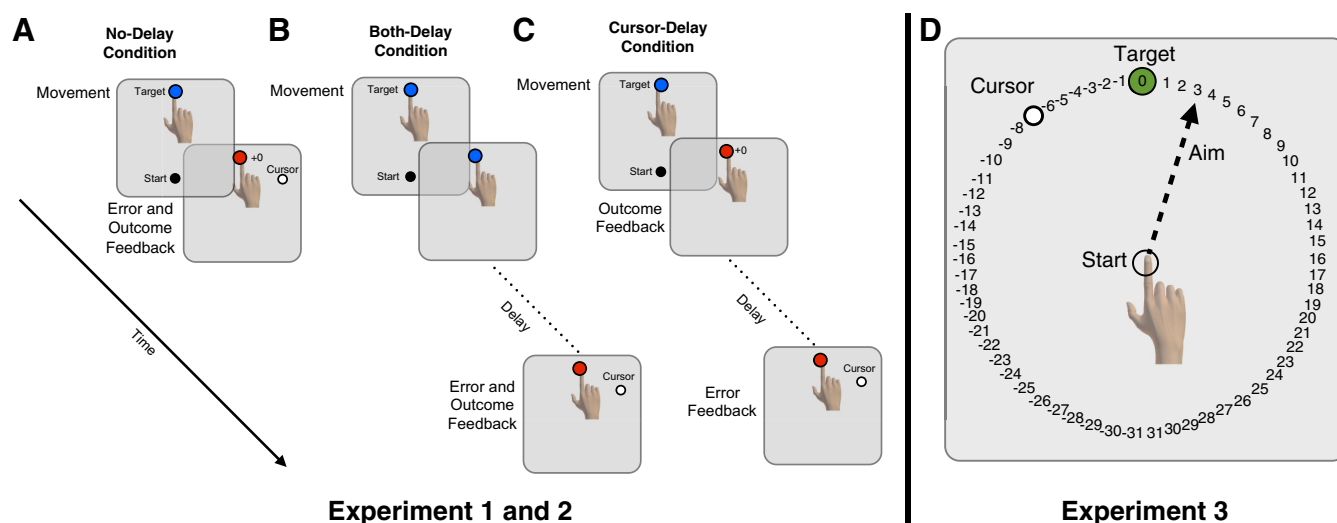 A
No-Delay
Condition
Movement
Target
+0
Start
Cursor
Error and
Outcome
Feedback
Time
B
Both-Delay
Condition
Movement
Target
Start
Delay
Cursor
Error and
Outcome
Feedback
C
Cursor-Delay
Condition
Movement
Target
+0
Start
Outcome
Feedback
Delay
Cursor
Error
Feedback
Experiment 1 and 2
D
Target
Cursor
0
1
2
3
4
5
6
7
8
9
10
11
12
13
14
15
16
17
18
19
20
21
22
23
24
25
26
27
28
29
30
31
-31
-30
-29
-28
-27
-26
-25
-24
-23
-22
-21
-20
-19
-18
-17
-16
-15
-14
-13
-12
-11
-10
-9
-8
-6
-5
-4
-3
-2
-1
Aim
Start
Experiment 3